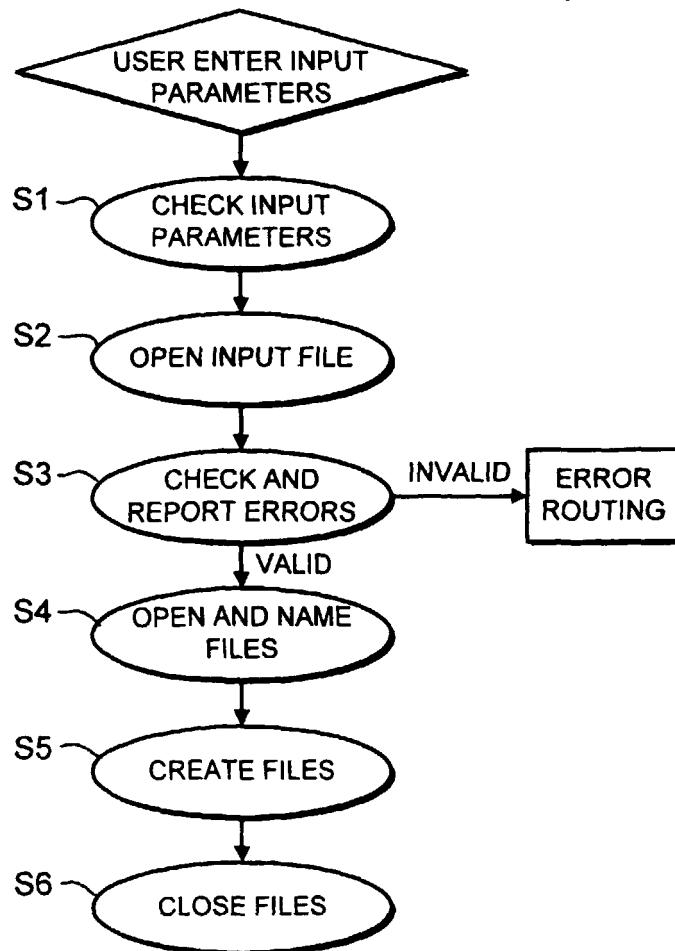 USER ENTER INPUT
PARAMETERS
S1
CHECK INPUT
PARAMETERS
S2
OPEN INPUT FILE
S3
CHECK AND
REPORT ERRORS
INVALID
ERROR
ROUTING
VALID
S4
OPEN AND NAME
FILES
S5
CREATE FILES
S6
CLOSE FILES